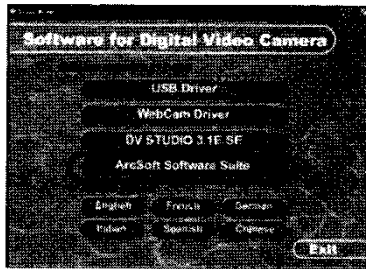 Software for Digital Video Camera
USB Driver
WebCam Driver
DV STUDIO 3.1E SE
ArcSoft Software Suite
English French German
Italian Spanish Chinese
Exit